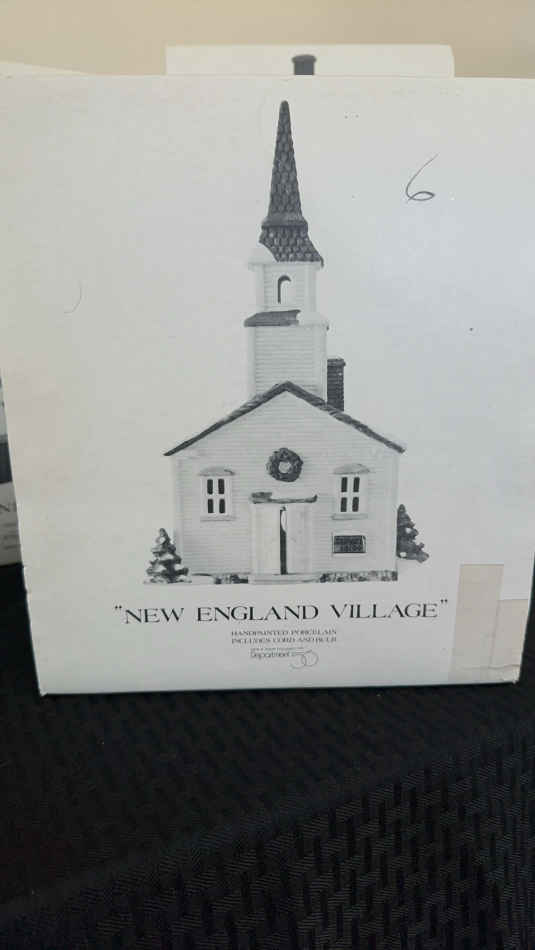 6
"NEW ENGLAND VILLAGE"
HANDPAINTED PORCELAIN
INCLUDES CORD AND BULB
Department 56